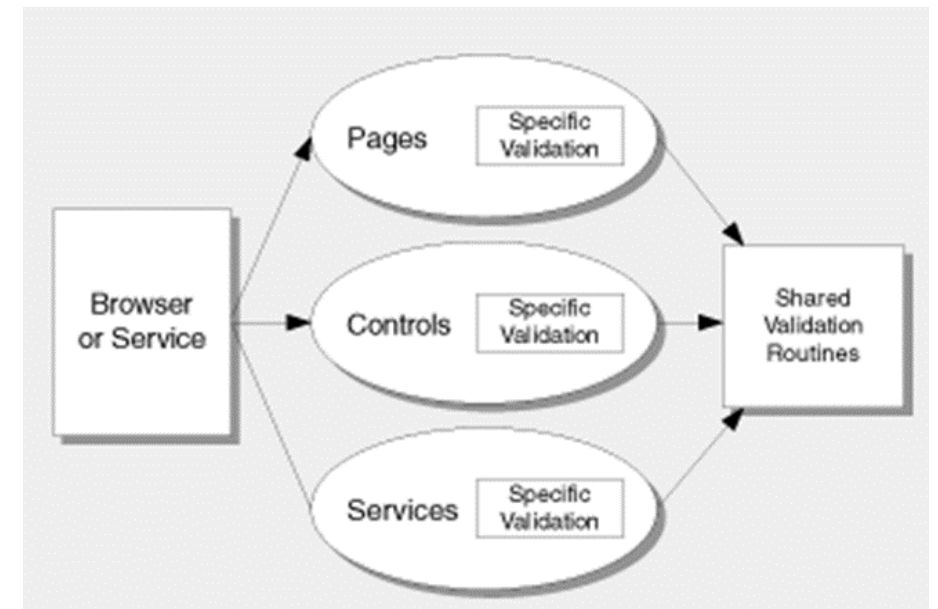 Browser
or Service
Pages
Specific
Validation
Controls
Specific
Validation
Services
Specific
Validation
Shared
Validation
Routines